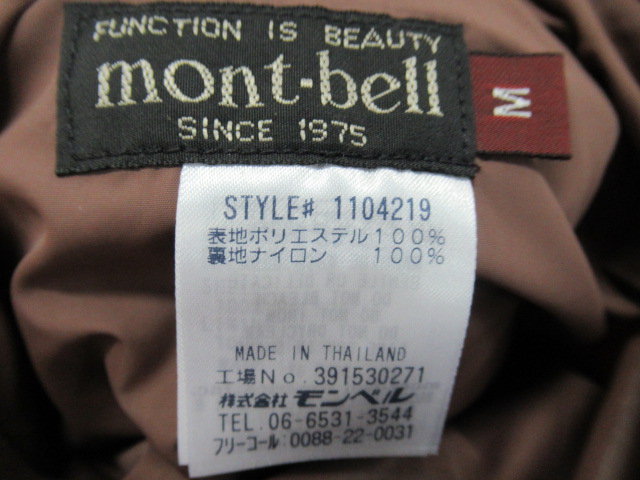 FUNCTION IS BEAUTY
mont-bell
SINCE 1975
M
STYLE# 1104219
表地ポリエステル100%
裏地ナイロン 100%
MADE IN THAILAND
工場No.391530271
株式会社モンベル
TEL.06-6531-3544
フリーコール:0088-22-0031